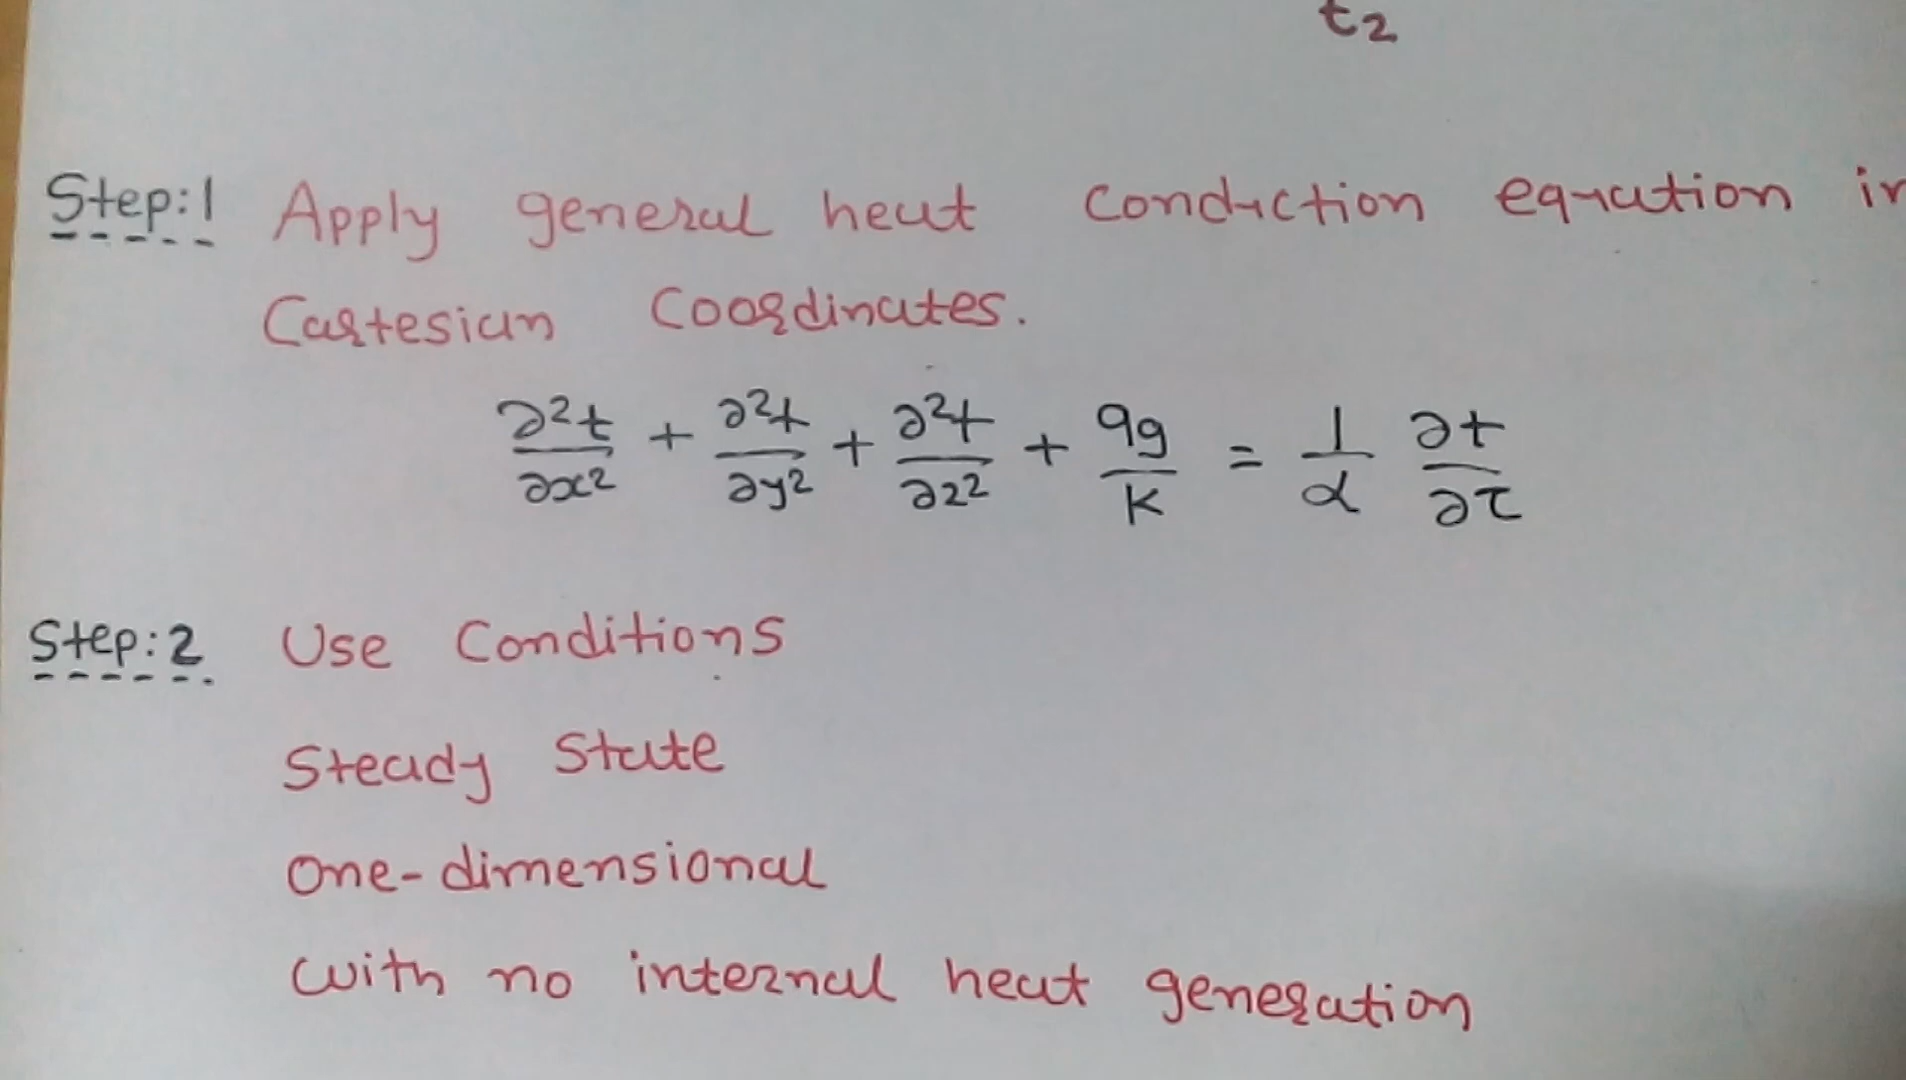 t2
Step:1 Apply general heat conduction equation in
Cartesian Coordinates.
∂²t/∂x² + ∂²t/∂y² + ∂²t/∂z² + qg/k = 1/α ∂t/∂τ
Step:2 Use Conditions
Steady State
One-dimensional
With no internal heat generation